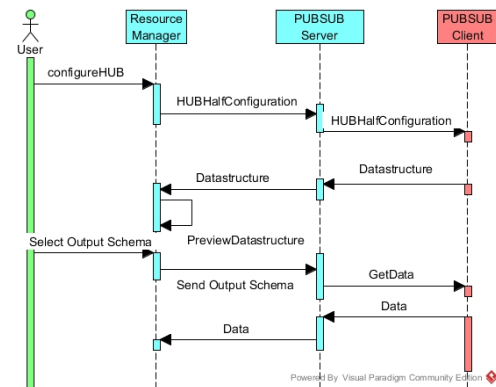 Resource
Manager
PUBSUB
Server
PUBSUB
Client
User
configureHUB
HUBHalfConfiguration
HUBHalfConfiguration
Datastructure
Datastructure
PreviewDatastructure
Select Output Schema
Send Output Schema
GetData
Data
Data
Powered By Visual Paradigm Community Edition